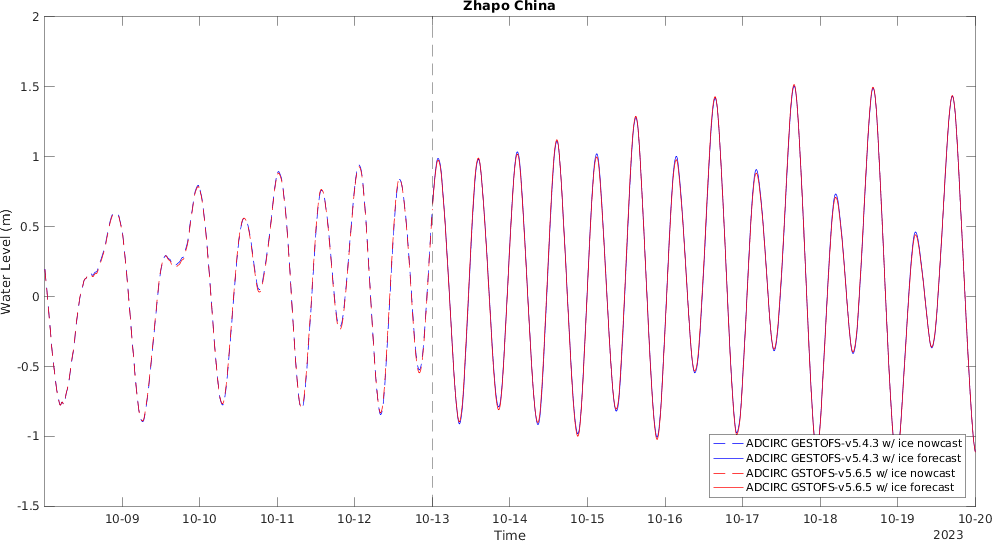 Zhapo China
Water Level (m)
2
1.5
1
0.5
0
-0.5
-1
-1.5
ADCIRC GESTOFS-v5.4.3 w/ ice nowcast
ADCIRC GESTOFS-v5.4.3 w/ ice forecast
ADCIRC GSTOFS-v5.6.5 w/ ice nowcast
ADCIRC GSTOFS-v5.6.5 w/ ice forecast
10-09 10-10 10-11 10-12 10-13 10-14 10-15 10-16 10-17 10-18 10-19 10-20
Time
2023